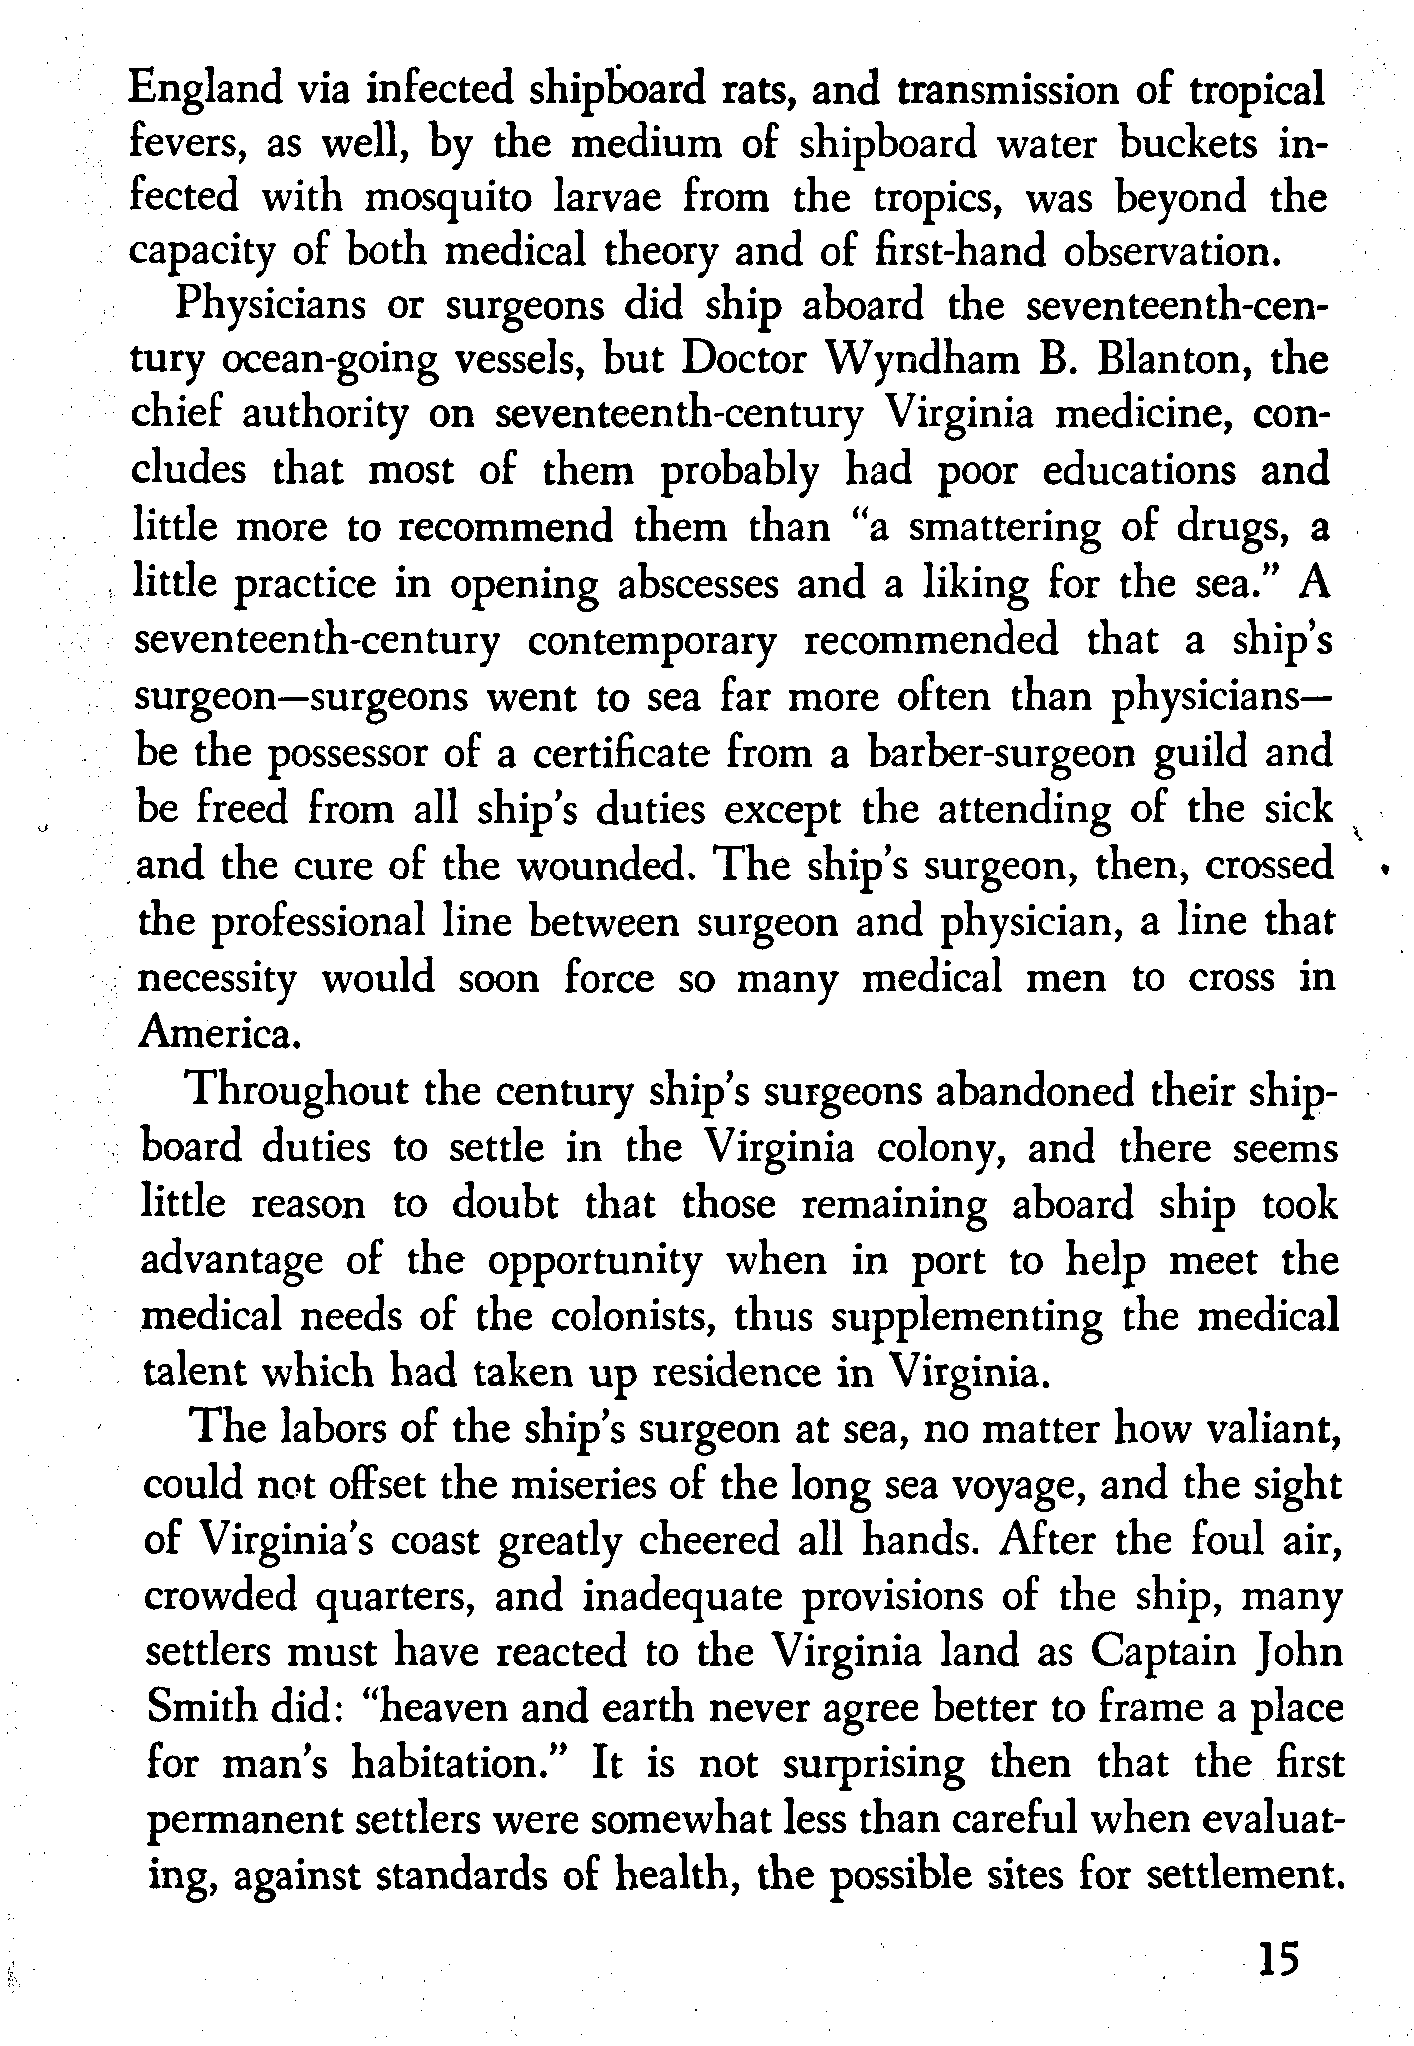 England via infected shipboard rats, and transmission of tropical
fevers, as well, by the medium of shipboard water buckets in-
fected with mosquito larvae from the tropics, was beyond the
capacity of both medical theory and of first-hand observation.
Physicians or surgeons did ship aboard the seventeenth-cen-
tury ocean-going vessels, but Doctor Wyndham B. Blanton, the
chief authority on seventeenth-century Virginia medicine, con-
cludes that most of them probably had poor educations and
little more to recommend them than “a smattering of drugs, a
little practice in opening abscesses and a liking for the sea.” A
seventeenth-century contemporary recommended that a ship’s
surgeon—surgeons went to sea far more often than physicians—
be the possessor of a certificate from a barber-surgeon guild and
be freed from all ship’s duties except the attending of the sick
and the cure of the wounded. The ship’s surgeon, then, crossed
the professional line between surgeon and physician, a line that
necessity would soon force so many medical men to cross in
America.
Throughout the century ship’s surgeons abandoned their ship-
board duties to settle in the Virginia colony, and there seems
little reason to doubt that those remaining aboard ship took
advantage of the opportunity when in port to help meet the
medical needs of the colonists, thus supplementing the medical
talent which had taken up residence in Virginia.
The labors of the ship’s surgeon at sea, no matter how valiant,
could not offset the miseries of the long sea voyage, and the sight
of Virginia’s coast greatly cheered all hands. After the foul air,
crowded quarters, and inadequate provisions of the ship, many
settlers must have reacted to the Virginia land as Captain John
Smith did: “heaven and earth never agree better to frame a place
for man’s habitation.” It is not surprising then that the first
permanent settlers were somewhat less than careful when evaluat-
ing, against standards of health, the possible sites for settlement.
15